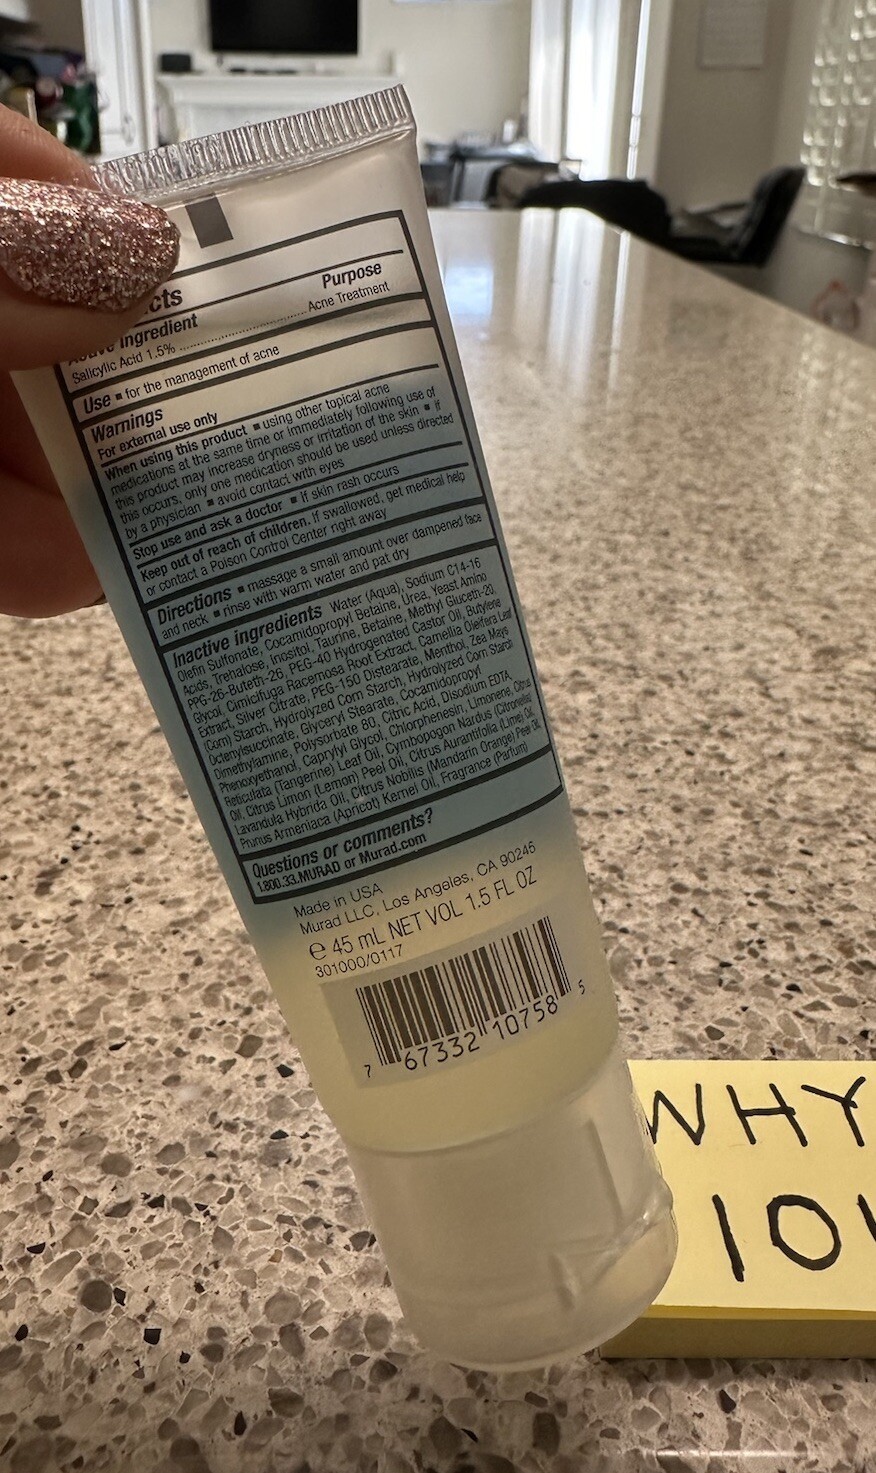 cts
Purpose
Active Ingredient
Salicylic Acid 1.5% ........................ Acne Treatment
Use ▪ for the management of acne
Warnings
For external use only
When using this product ▪ using other topical acne
medications at the same time or immediately following use of
this product may increase dryness or irritation of the skin ▪ If
this occurs, only one medication should be used unless directed
by a physician ▪ avoid contact with eyes
Stop use and ask a doctor ▪ If skin rash occurs
Keep out of reach of children. If swallowed, get medical help
or contact a Poison Control Center right away
Directions ▪ massage a small amount over dampened face
and neck ▪ rinse with warm water and pat dry
Inactive ingredients Water (Aqua), Sodium C14-16
Olefin Sulfonate, Cocamidopropyl Betaine, Urea, Yeast Amino
Acids, Trehalose, Inositol, Taurine, Betaine, Methyl Gluceth-20,
PPG-26-Buteth-26, PEG-40 Hydrogenated Castor Oil, Butylene
Glycol, Cimicifuga Racemosa Root Extract, Camellia Oleifera Leaf
Extract, Silver Citrate, PEG-150 Distearate, Menthol, Zea Mays
(Corn) Starch, Hydrolyzed Corn Starch, Hydrolyzed Corn Starch
Octenylsuccinate, Glyceryl Stearate, Cocamidopropyl
Dimethylamine, Polysorbate 80, Citric Acid, Disodium EDTA,
Phenoxyethanol, Caprylyl Glycol, Chlorphenesin, Limonene, Citrus
Reticulata (Tangerine) Leaf Oil, Cymbopogon Nardus (Citronella)
Oil, Citrus Limon (Lemon) Peel Oil, Citrus Aurantifolia (Lime) Oil,
Lavandula Hybrida Oil, Citrus Nobilis (Mandarin Orange) Peel Oil,
Prunus Armeniaca (Apricot) Kernel Oil, Fragrance (Parfum)
Questions or comments?
1.800.33.MURAD or Murad.com
Made in USA
Murad LLC, Los Angeles, CA 90245
e 45 mL NET VOL 1.5 FL OZ
301000/0117
7 67332 10758 5
WHY
101